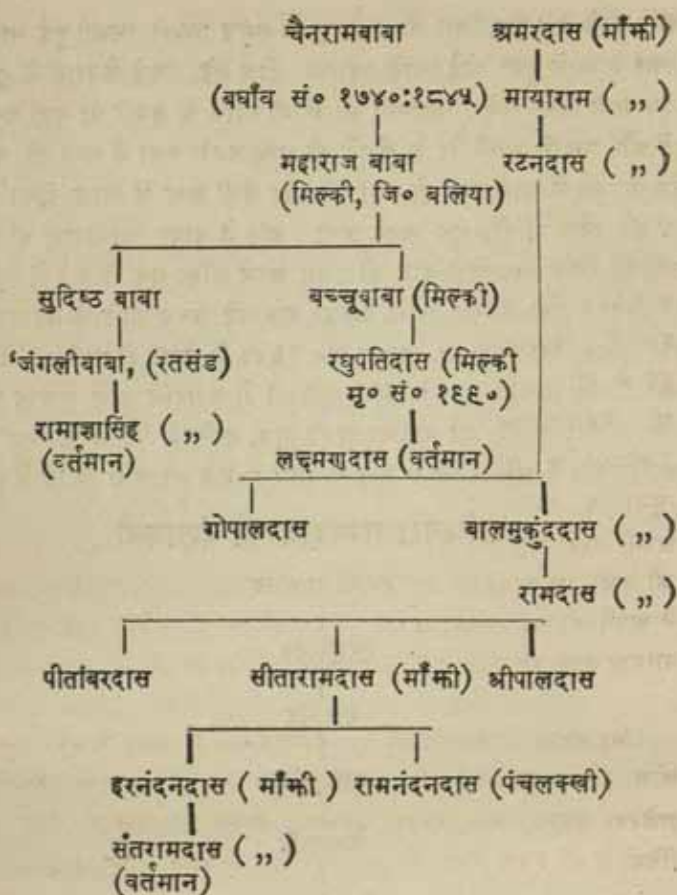 चैनरामबाबा अमरदास (माँझी)
(बघाँव सं० १७४०:१८४५) मायाराम ( ,, )
महाराज बाबा रटनदास ( ,, )
(मिल्की, जि० बलिया)
सुदिष्ठ बाबा बच्चूबाबा (मिल्की)
'जंगलीबाबा, (रतसंड) रघुपतिदास (मिल्की
मृ० सं० १९९०)
रामाज्ञासिंह ( ,, )
(वर्तमान) लक्ष्मणदास (वर्तमान)
गोपालदास बालमुकुंददास ( ,, )
रामदास ( ,, )
पीतांबरदास सीतारामदास (माँझी) श्रीपालदास
हरनंदनदास ( माँझी ) रामनंदनदास (पंचलक्खी)
संतरामदास ( ,, )
(वर्तमान)